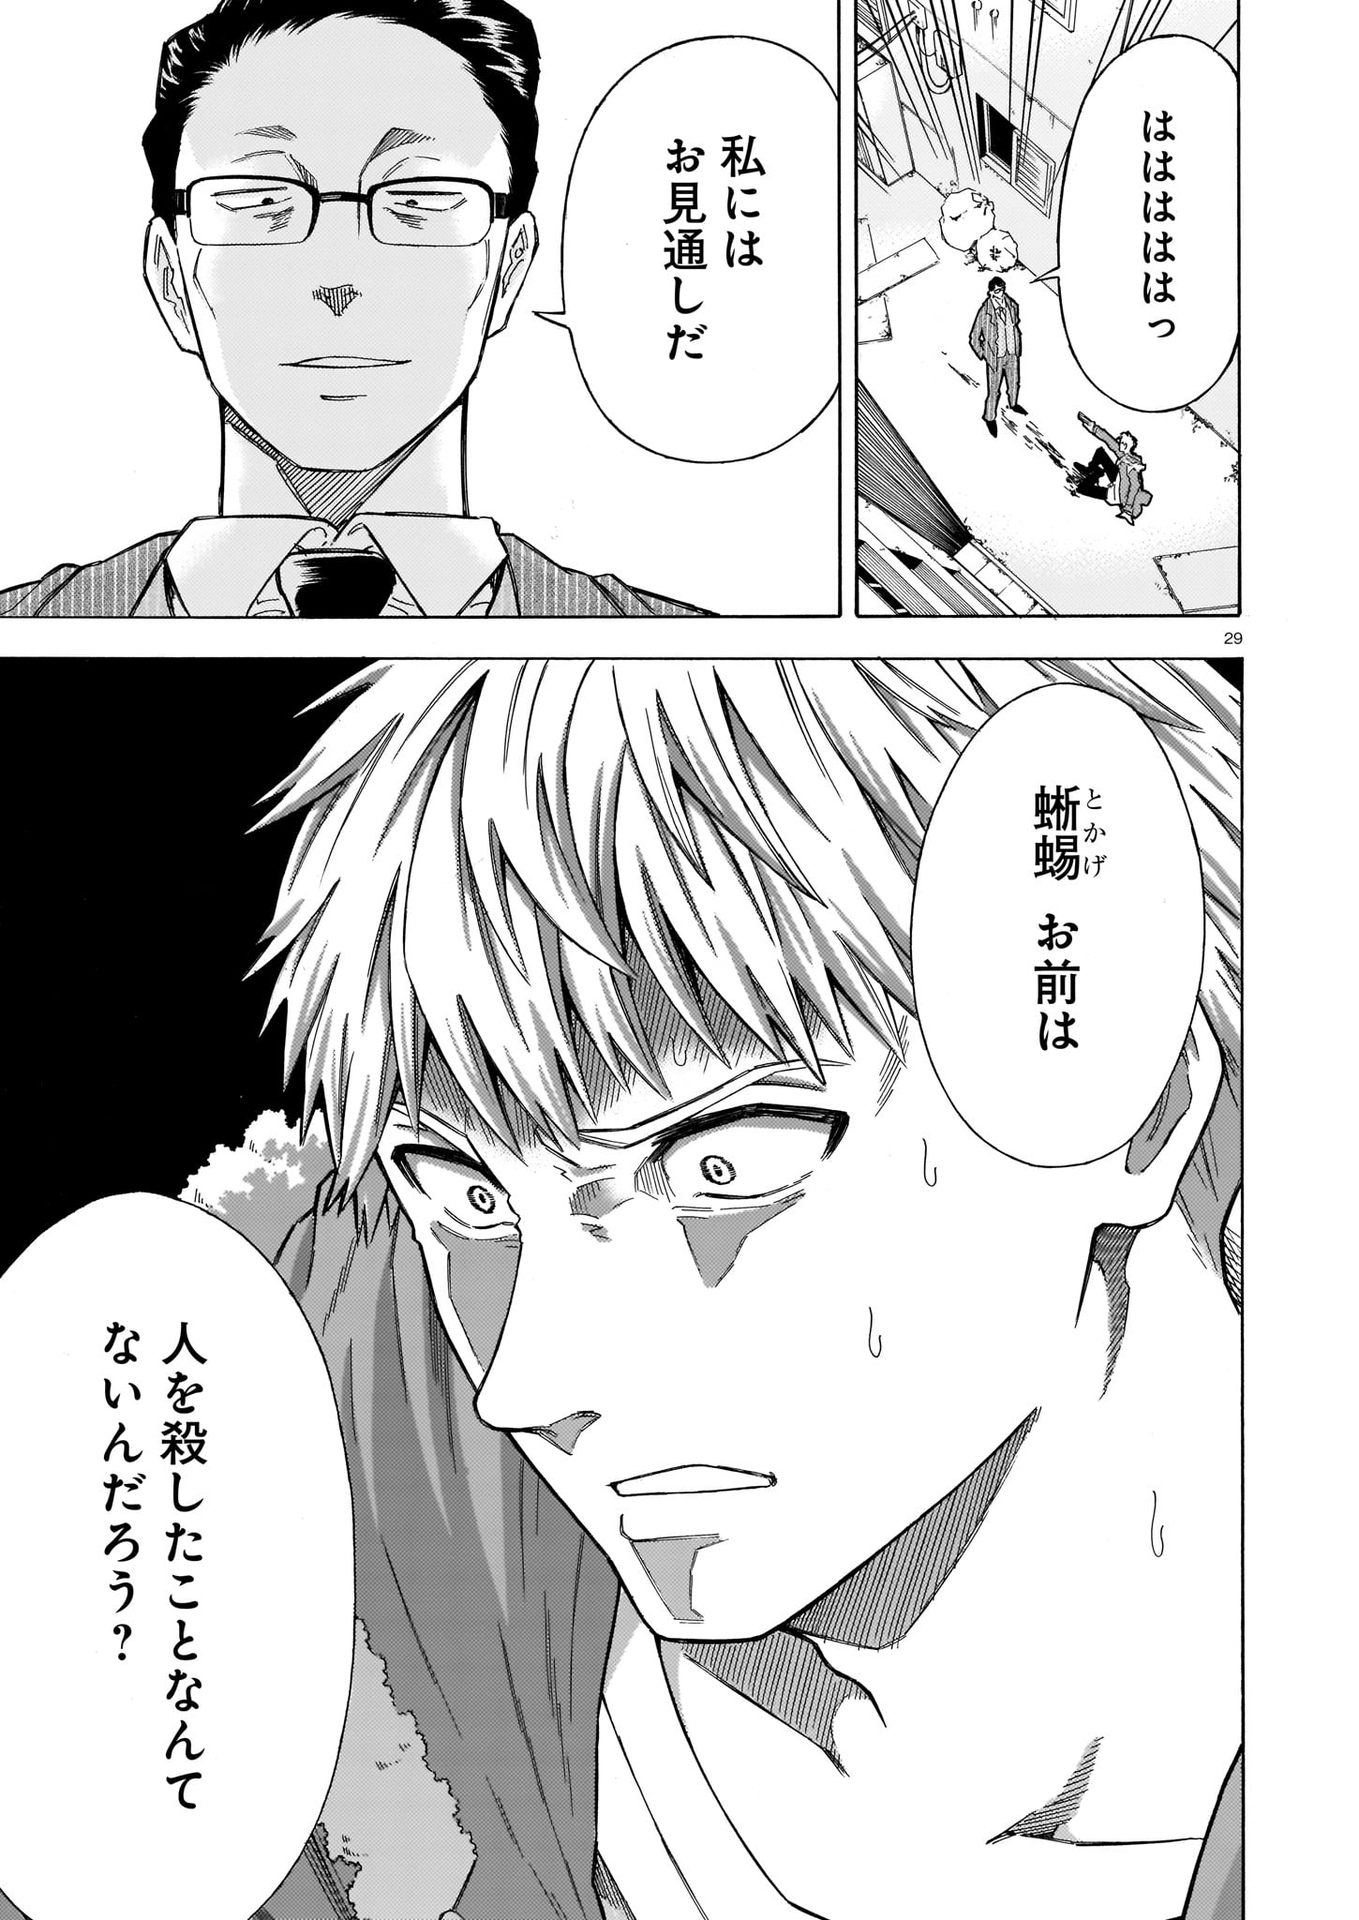 はははははっ
私には
お見通しだ
29
蜥蜴 お前は
とかげ
人を殺したことなんて
ないんだろう？